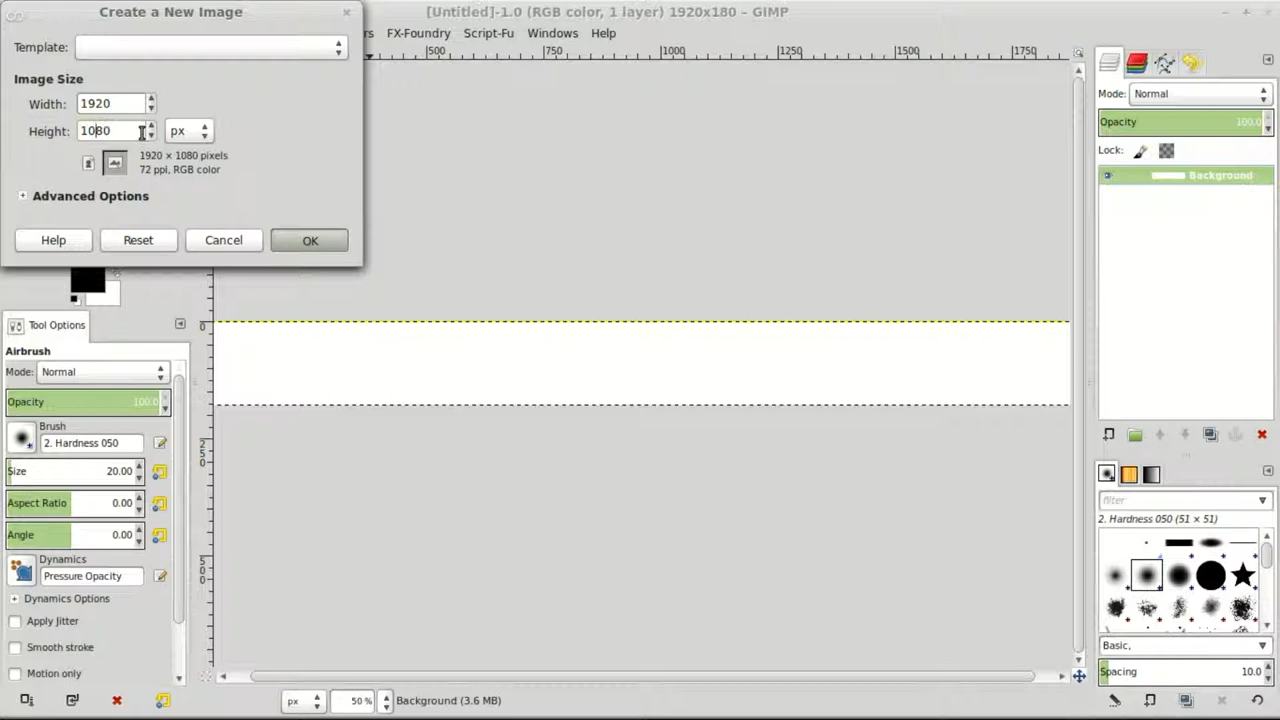 Create a New Image
[Untitled]-1.0 (RGB color, 1 layer) 1920x180 – GIMP
rs FX-Foundry Script-Fu Windows Help
Template:
Image Size
Width: 1920
Height: 1080 px
1920 × 1080 pixels
72 ppi, RGB color
Advanced Options
Help Reset Cancel OK
500 750 1000 1250 1500 1750
0
250
500
Tool Options
Airbrush
Mode: Normal
Opacity 100.0
Brush
2. Hardness 050
Size 20.00
Aspect Ratio 0.00
Angle 0.00
Dynamics
Pressure Opacity
Dynamics Options
Apply Jitter
Smooth stroke
Motion only
px 50 % Background (3.6 MB)
Mode: Normal
Opacity 100.0
Lock:
Background
filter
2. Hardness 050 (51 × 51)
Basic,
Spacing 10.0